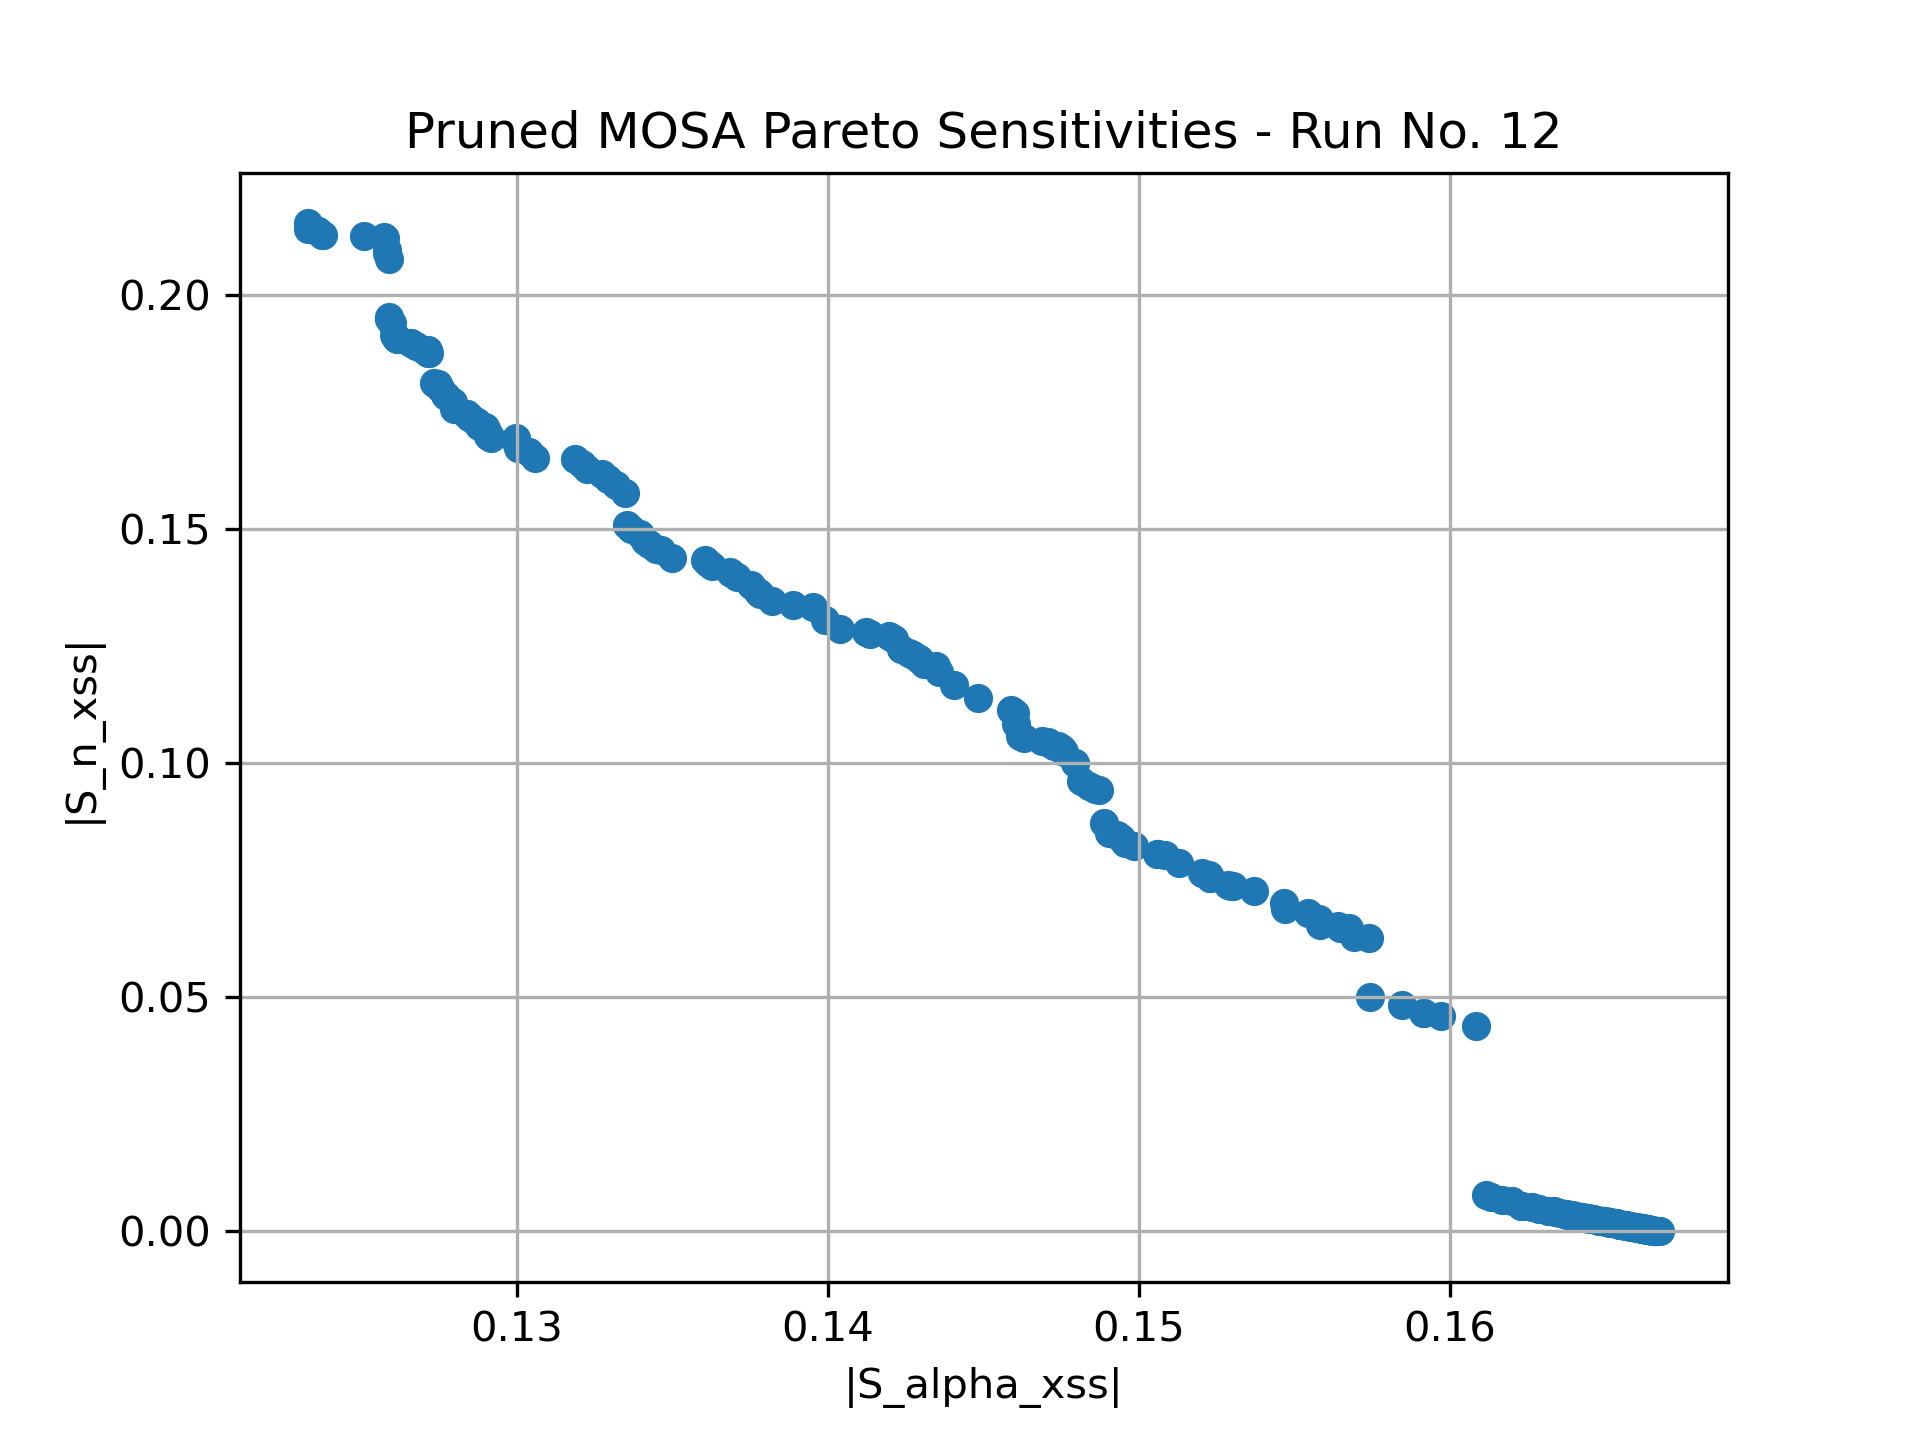 Pruned MOSA Pareto Sensitivities - Run No. 12
|S_n_xss|
0.20
0.15
0.10
0.05
0.00
0.13 0.14 0.15 0.16
|S_alpha_xss|